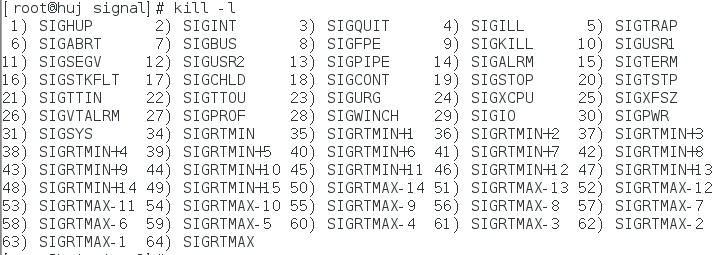 [root@huj signal]# kill -l
1) SIGHUP 2) SIGINT 3) SIGQUIT 4) SIGILL 5) SIGTRAP
6) SIGABRT 7) SIGBUS 8) SIGFPE 9) SIGKILL 10) SIGUSR1
11) SIGSEGV 12) SIGUSR2 13) SIGPIPE 14) SIGALRM 15) SIGTERM
16) SIGSTKFLT 17) SIGCHLD 18) SIGCONT 19) SIGSTOP 20) SIGTSTP
21) SIGTTIN 22) SIGTTOU 23) SIGURG 24) SIGXCPU 25) SIGXFSZ
26) SIGVTALRM 27) SIGPROF 28) SIGWINCH 29) SIGIO 30) SIGPWR
31) SIGSYS 34) SIGRTMIN 35) SIGRTMIN+1 36) SIGRTMIN+2 37) SIGRTMIN+3
38) SIGRTMIN+4 39) SIGRTMIN+5 40) SIGRTMIN+6 41) SIGRTMIN+7 42) SIGRTMIN+8
43) SIGRTMIN+9 44) SIGRTMIN+10 45) SIGRTMIN+11 46) SIGRTMIN+12 47) SIGRTMIN+13
48) SIGRTMIN+14 49) SIGRTMIN+15 50) SIGRTMAX-14 51) SIGRTMAX-13 52) SIGRTMAX-12
53) SIGRTMAX-11 54) SIGRTMAX-10 55) SIGRTMAX-9 56) SIGRTMAX-8 57) SIGRTMAX-7
58) SIGRTMAX-6 59) SIGRTMAX-5 60) SIGRTMAX-4 61) SIGRTMAX-3 62) SIGRTMAX-2
63) SIGRTMAX-1 64) SIGRTMAX